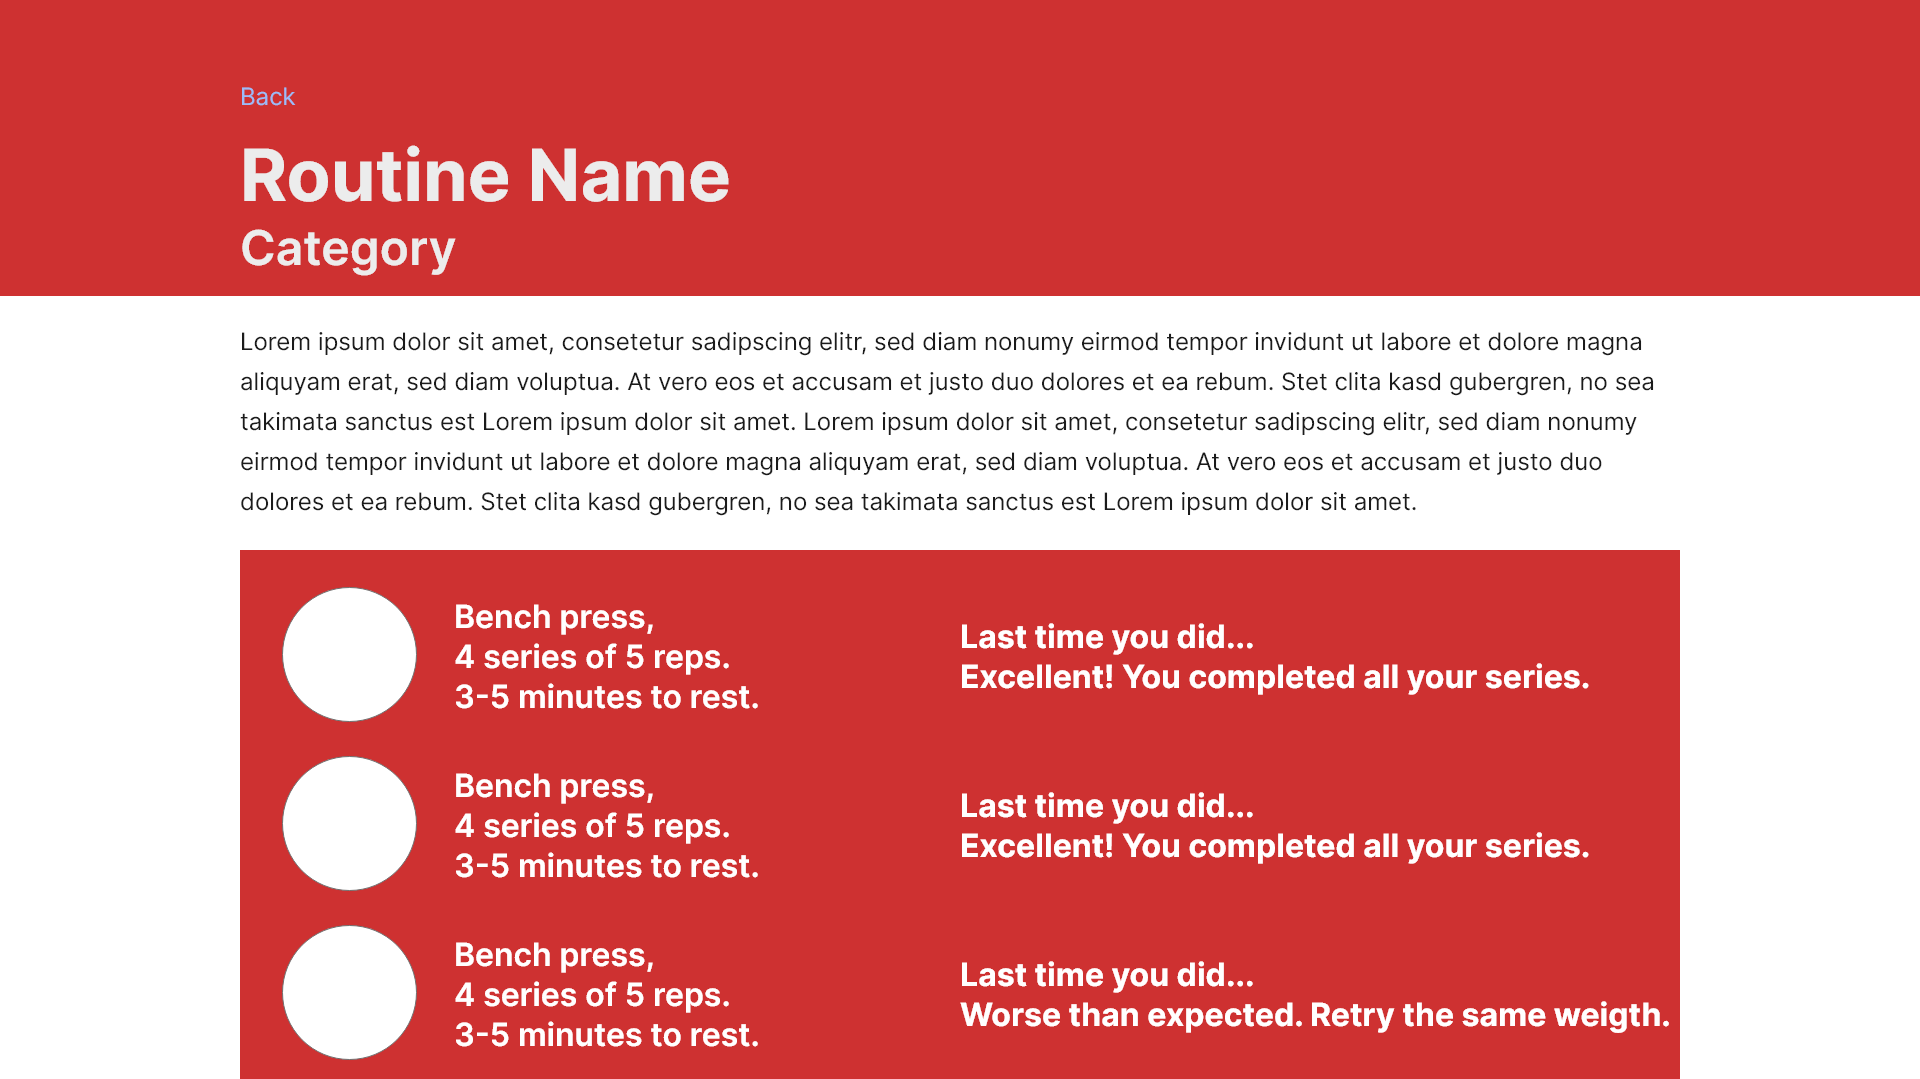 Back
Routine Name
Category
Lorem ipsum dolor sit amet, consetetur sadipscing elitr, sed diam nonumy eirmod tempor invidunt ut labore et dolore magna
aliquyam erat, sed diam voluptua. At vero eos et accusam et justo duo dolores et ea rebum. Stet clita kasd gubergren, no sea
takimata sanctus est Lorem ipsum dolor sit amet. Lorem ipsum dolor sit amet, consetetur sadipscing elitr, sed diam nonumy
eirmod tempor invidunt ut labore et dolore magna aliquyam erat, sed diam voluptua. At vero eos et accusam et justo duo
dolores et ea rebum. Stet clita kasd gubergren, no sea takimata sanctus est Lorem ipsum dolor sit amet.
Bench press,
4 series of 5 reps.
3-5 minutes to rest.
Last time you did...
Excellent! You completed all your series.
Bench press,
4 series of 5 reps.
3-5 minutes to rest.
Last time you did...
Excellent! You completed all your series.
Bench press,
4 series of 5 reps.
3-5 minutes to rest.
Last time you did...
Worse than expected. Retry the same weigth.